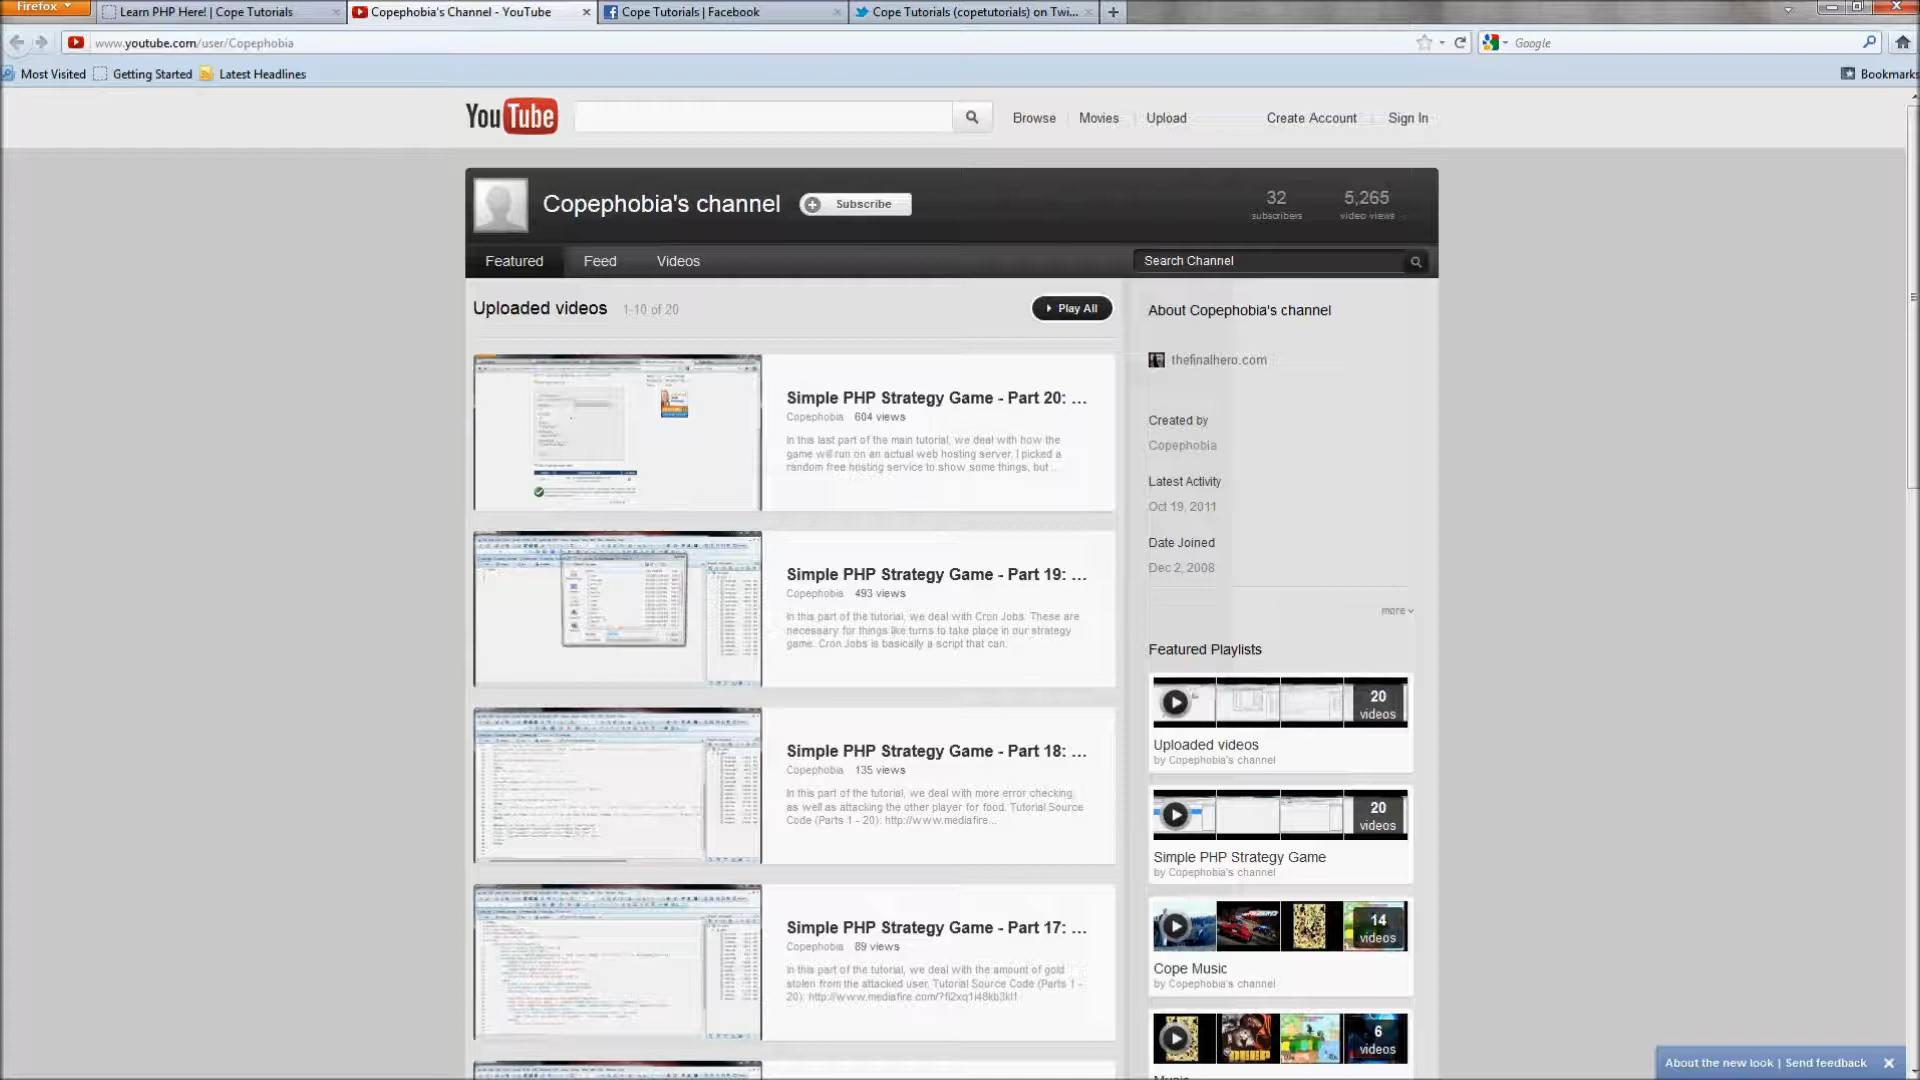 Firefox
Learn PHP Here! | Cope Tutorials
Copephobia's Channel - YouTube
Cope Tutorials | Facebook
Cope Tutorials (copetutorials) on Twi...
www.youtube.com/user/Copephobia
Google
Most Visited
Getting Started
Latest Headlines
Bookmarks
YouTube
Browse
Movies
Upload
Create Account
Sign In
Copephobia's channel
Subscribe
32
subscribers
5,265
video views
Featured
Feed
Videos
Search Channel
Uploaded videos 1-10 of 20
Play All
Simple PHP Strategy Game - Part 20: ...
Copephobia 604 views
In this last part of the main tutorial, we deal with how the
game will run on an actual web hosting server. I picked a
random free hosting service to show some things, but ...
Simple PHP Strategy Game - Part 19: ...
Copephobia 493 views
In this part of the tutorial, we deal with Cron Jobs. These are
necessary for things like turns to take place in our strategy
game. Cron Jobs is basically a script that can.
Simple PHP Strategy Game - Part 18: ...
Copephobia 135 views
In this part of the tutorial, we deal with more error checking,
as well as attacking the other player for food. Tutorial Source
Code (Parts 1 - 20): http://www.mediafire...
Simple PHP Strategy Game - Part 17: ...
Copephobia 89 views
In this part of the tutorial, we deal with the amount of gold
stolen from the attacked user. Tutorial Source Code (Parts 1 -
About Copephobia's channel
thefinalhero.com
Created by
Copephobia
Latest Activity
Oct 19, 2011
Date Joined
Dec 2, 2008
more
Featured Playlists
20
videos
Uploaded videos
by Copephobia's channel
20
videos
Simple PHP Strategy Game
by Copephobia's channel
14
videos
Cope Music
by Copephobia's channel
6
videos
About the new look | Send feedback